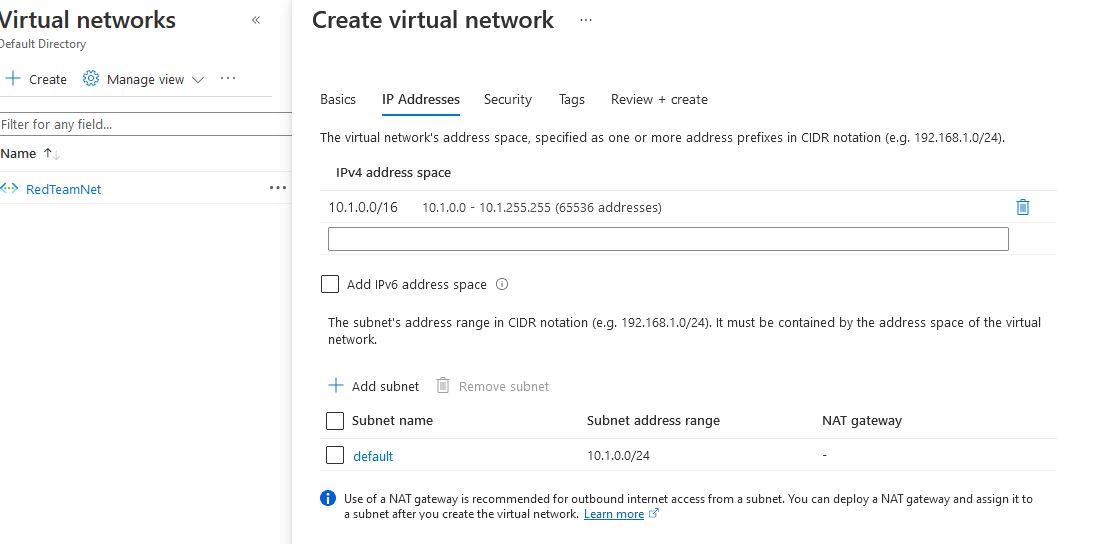 Virtual networks
«
Default Directory
+ Create Manage view ···
Filter for any field...
Name ↑↓
RedTeamNet ···
Create virtual network ···
Basics IP Addresses Security Tags Review + create
The virtual network's address space, specified as one or more address prefixes in CIDR notation (e.g. 192.168.1.0/24).
IPv4 address space
10.1.0.0/16 10.1.0.0 - 10.1.255.255 (65536 addresses)
Add IPv6 address space
The subnet's address range in CIDR notation (e.g. 192.168.1.0/24). It must be contained by the address space of the virtual
network.
+ Add subnet Remove subnet
Subnet name Subnet address range NAT gateway
default 10.1.0.0/24 -
Use of a NAT gateway is recommended for outbound internet access from a subnet. You can deploy a NAT gateway and assign it to
a subnet after you create the virtual network. Learn more